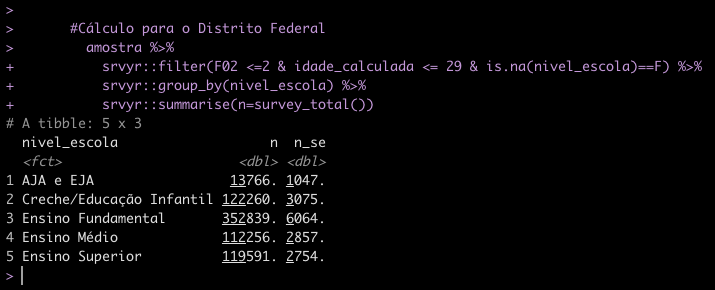 >
>       #Cálculo para o Distrito Federal
>         amostra %>%
+           srvyr::filter(F02 <=2 & idade_calculada <= 29 & is.na(nivel_escola)==F) %>%
+           srvyr::group_by(nivel_escola) %>%
+           srvyr::summarise(n=survey_total())
# A tibble: 5 x 3
  nivel_escola                  n  n_se
  <fct>                     <dbl> <dbl>
1 AJA e EJA                13766. 1047.
2 Creche/Educação Infantil 122260. 3075.
3 Ensino Fundamental       352839. 6064.
4 Ensino Médio             112256. 2857.
5 Ensino Superior          119591. 2754.
>